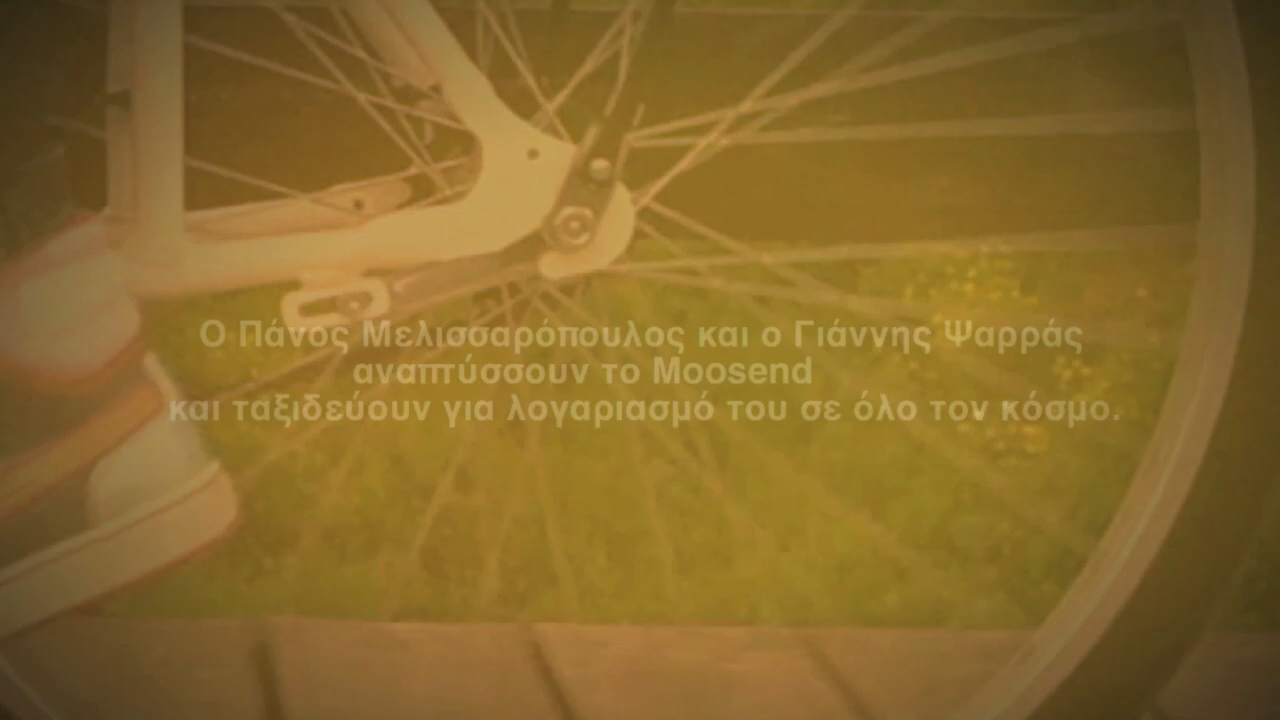 Ο Πάνος Μελισσαρόπουλος και ο Γιάννης Ψαρράς
αναπτύσσουν το Moosend
και ταξιδεύουν για λογαριασμό του σε όλο τον κόσμο.